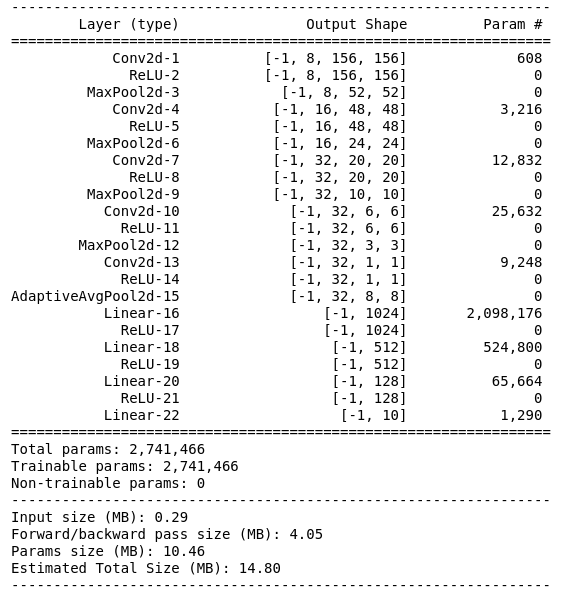 ----------------------------------------------------------------
Layer (type) Output Shape Param #
================================================================
Conv2d-1 [-1, 8, 156, 156] 608
ReLU-2 [-1, 8, 156, 156] 0
MaxPool2d-3 [-1, 8, 52, 52] 0
Conv2d-4 [-1, 16, 48, 48] 3,216
ReLU-5 [-1, 16, 48, 48] 0
MaxPool2d-6 [-1, 16, 24, 24] 0
Conv2d-7 [-1, 32, 20, 20] 12,832
ReLU-8 [-1, 32, 20, 20] 0
MaxPool2d-9 [-1, 32, 10, 10] 0
Conv2d-10 [-1, 32, 6, 6] 25,632
ReLU-11 [-1, 32, 6, 6] 0
MaxPool2d-12 [-1, 32, 3, 3] 0
Conv2d-13 [-1, 32, 1, 1] 9,248
ReLU-14 [-1, 32, 1, 1] 0
AdaptiveAvgPool2d-15 [-1, 32, 8, 8] 0
Linear-16 [-1, 1024] 2,098,176
ReLU-17 [-1, 1024] 0
Linear-18 [-1, 512] 524,800
ReLU-19 [-1, 512] 0
Linear-20 [-1, 128] 65,664
ReLU-21 [-1, 128] 0
Linear-22 [-1, 10] 1,290
================================================================
Total params: 2,741,466
Trainable params: 2,741,466
Non-trainable params: 0
----------------------------------------------------------------
Input size (MB): 0.29
Forward/backward pass size (MB): 4.05
Params size (MB): 10.46
Estimated Total Size (MB): 14.80
----------------------------------------------------------------